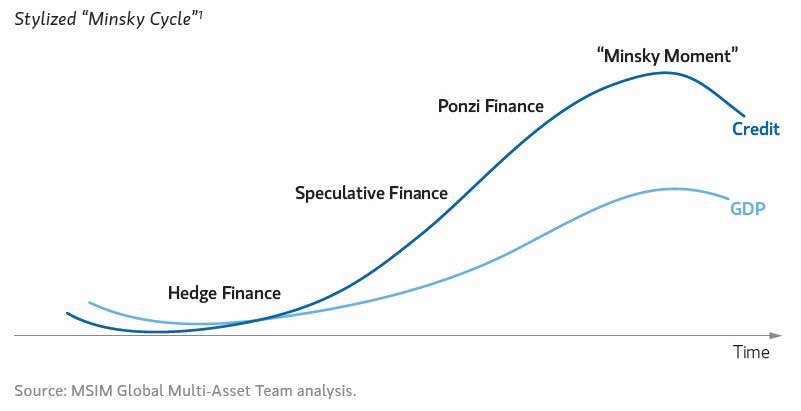 Stylized “Minsky Cycle”¹
“Minsky Moment”
Ponzi Finance
Credit
Speculative Finance
GDP
Hedge Finance
Time
Source: MSIM Global Multi-Asset Team analysis.